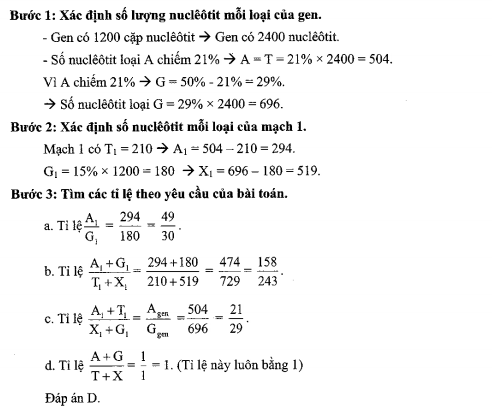 Bước 1: Xác định số lượng nuclêôtit mỗi loại của gen.
- Gen có 1200 cặp nuclêôtit → Gen có 2400 nuclêôtit.
- Số nuclêôtit loại A chiếm 21% → A = T = 21% × 2400 = 504.
Vì A chiếm 21% → G = 50% - 21% = 29%.
→ Số nuclêôtit loại G = 29% × 2400 = 696.
Bước 2: Xác định số nuclêôtit mỗi loại của mạch 1.
Mạch 1 có T₁ = 210 → A₁ = 504 – 210 = 294.
G₁ = 15% × 1200 = 180 → X₁ = 696 – 180 = 519.
Bước 3: Tìm các tỉ lệ theo yêu cầu của bài toán.
a. Tỉ lệ A₁/G₁ = 294/180 = 49/30.
b. Tỉ lệ (A₁ + G₁)/(T₁ + X₁) = (294 + 180)/(210 + 519) = 474/729 = 158/243.
c. Tỉ lệ (A₁ + T₁)/(X₁ + G₁) = A gen/G gen = 504/696 = 21/29.
d. Tỉ lệ (A + G)/(T + X) = 1/1 = 1. (Tỉ lệ này luôn bằng 1)
Đáp án D.